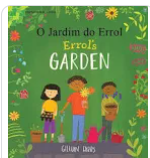 O Jardim do Errol
Errol's
GARDEN
GILLIAN HIBBS